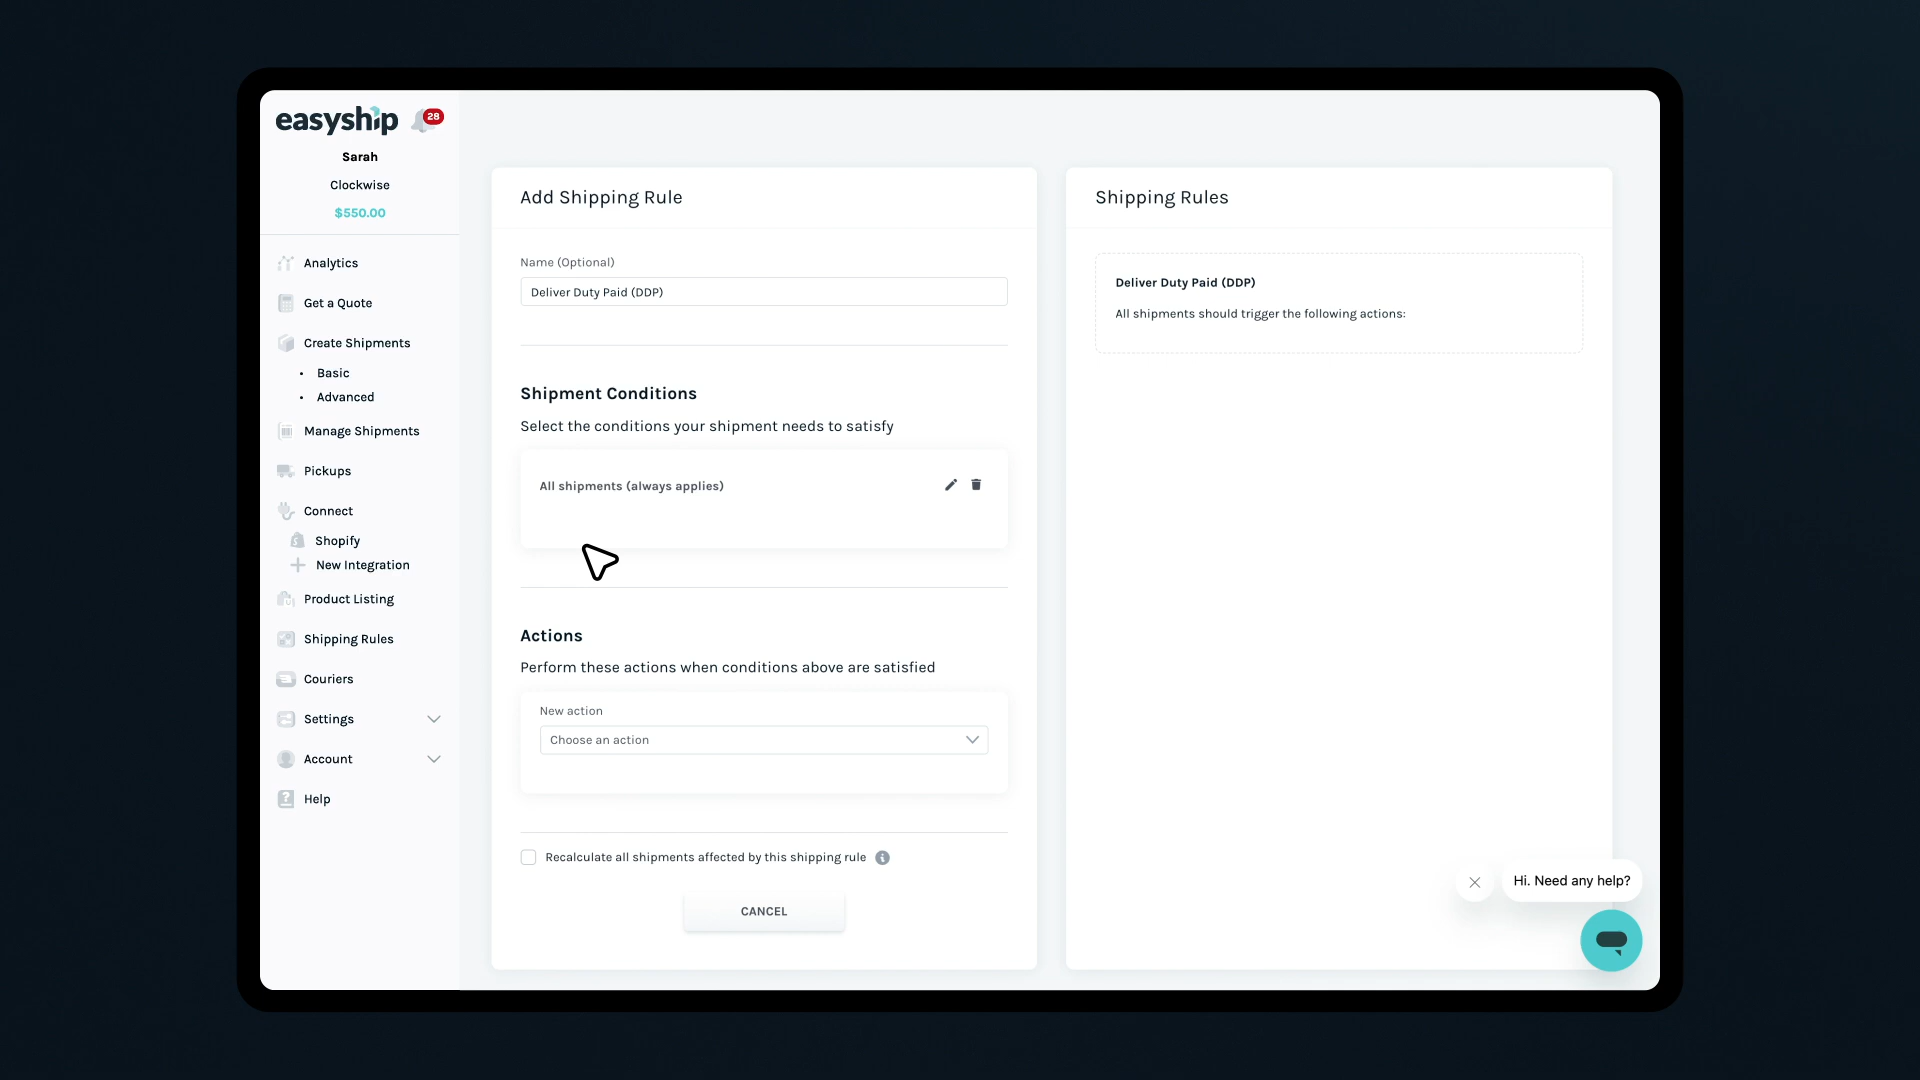 easyship
28
Sarah
Clockwise
$550.00
Analytics
Get a Quote
Create Shipments
• Basic
• Advanced
Manage Shipments
Pickups
Connect
Shopify
New Integration
Product Listing
Shipping Rules
Couriers
Settings
Account
Help
Add Shipping Rule
Name (Optional)
Deliver Duty Paid (DDP)
Shipment Conditions
Select the conditions your shipment needs to satisfy
All shipments (always applies)
Actions
Perform these actions when conditions above are satisfied
New action
Choose an action
Recalculate all shipments affected by this shipping rule
CANCEL
Shipping Rules
Deliver Duty Paid (DDP)
All shipments should trigger the following actions:
Hi. Need any help?